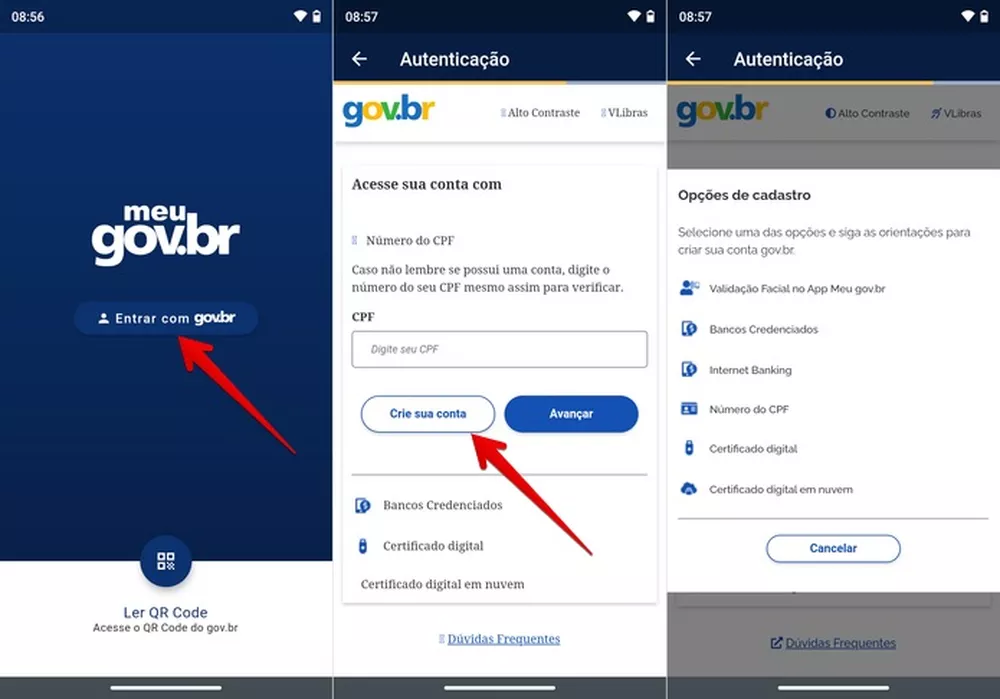 08:56
meu
gov.br
Entrar com gov.br
Ler QR Code
Acesse o QR Code do gov.br
08:57
Autenticação
gov.br
Alto Contraste
VLibras
Acesse sua conta com
Número do CPF
Caso não lembre se possui uma conta, digite o
número do seu CPF mesmo assim para verificar.
CPF
Digite seu CPF
Crie sua conta
Avançar
Bancos Credenciados
Certificado digital
Certificado digital em nuvem
Dúvidas Frequentes
08:57
Autenticação
gov.br
Alto Contraste
VLibras
Opções de cadastro
Selecione uma das opções e siga as orientações para
criar sua conta gov.br.
Validação Facial no App Meu gov.br
Bancos Credenciados
Internet Banking
Número do CPF
Certificado digital
Certificado digital em nuvem
Cancelar
Dúvidas Frequentes